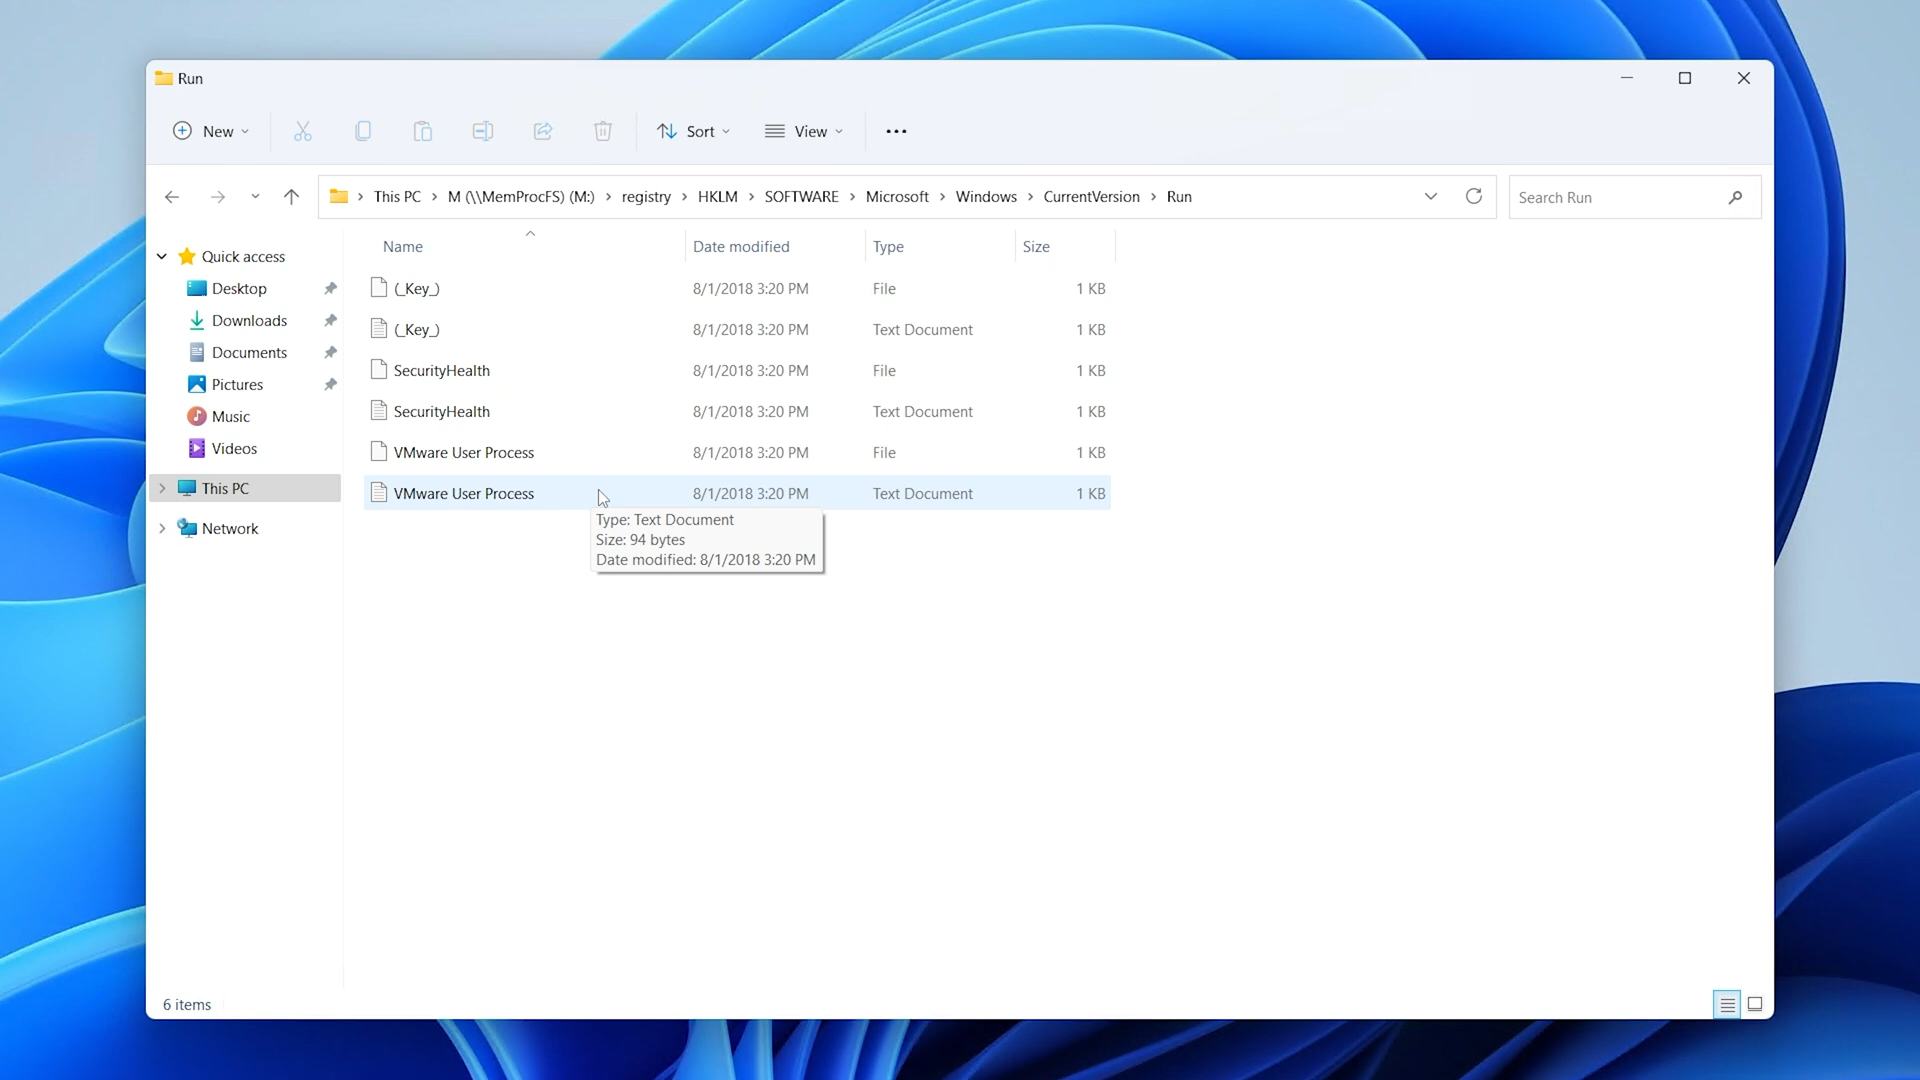 Run
New
Sort
View
This PC > M (\\MemProcFS) (M:) > registry > HKLM > SOFTWARE > Microsoft > Windows > CurrentVersion > Run
Search Run
Name Date modified Type Size
Quick access
Desktop
Downloads
Documents
Pictures
Music
Videos
This PC
Network
(_Key_) 8/1/2018 3:20 PM File 1 KB
(_Key_) 8/1/2018 3:20 PM Text Document 1 KB
SecurityHealth 8/1/2018 3:20 PM File 1 KB
SecurityHealth 8/1/2018 3:20 PM Text Document 1 KB
VMware User Process 8/1/2018 3:20 PM File 1 KB
VMware User Process 8/1/2018 3:20 PM Text Document 1 KB
Type: Text Document
Size: 94 bytes
Date modified: 8/1/2018 3:20 PM
6 items